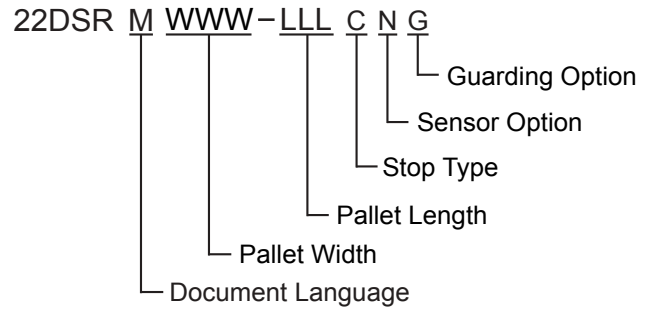 22DSR M WWW–LLL C N G
Guarding Option
Sensor Option
Stop Type
Pallet Length
Pallet Width
Document Language